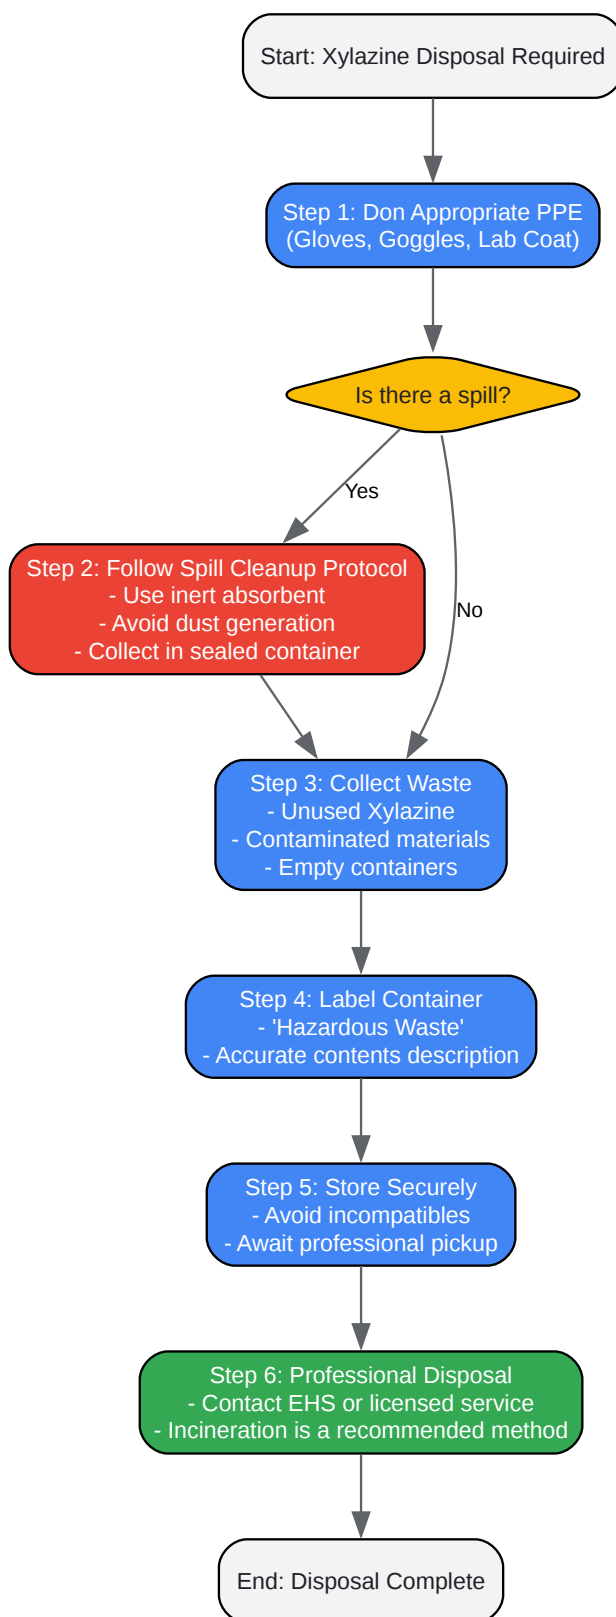 Start: Xylazine Disposal Required
Step 1: Don Appropriate PPE
(Gloves, Goggles, Lab Coat)
Is there a spill?
Yes
Step 2: Follow Spill Cleanup Protocol
- Use inert absorbent
- Avoid dust generation
- Collect in sealed container
No
Step 3: Collect Waste
- Unused Xylazine
- Contaminated materials
- Empty containers
Step 4: Label Container
- 'Hazardous Waste'
- Accurate contents description
Step 5: Store Securely
- Avoid incompatibles
- Await professional pickup
Step 6: Professional Disposal
- Contact EHS or licensed service
- Incineration is a recommended method
End: Disposal Complete